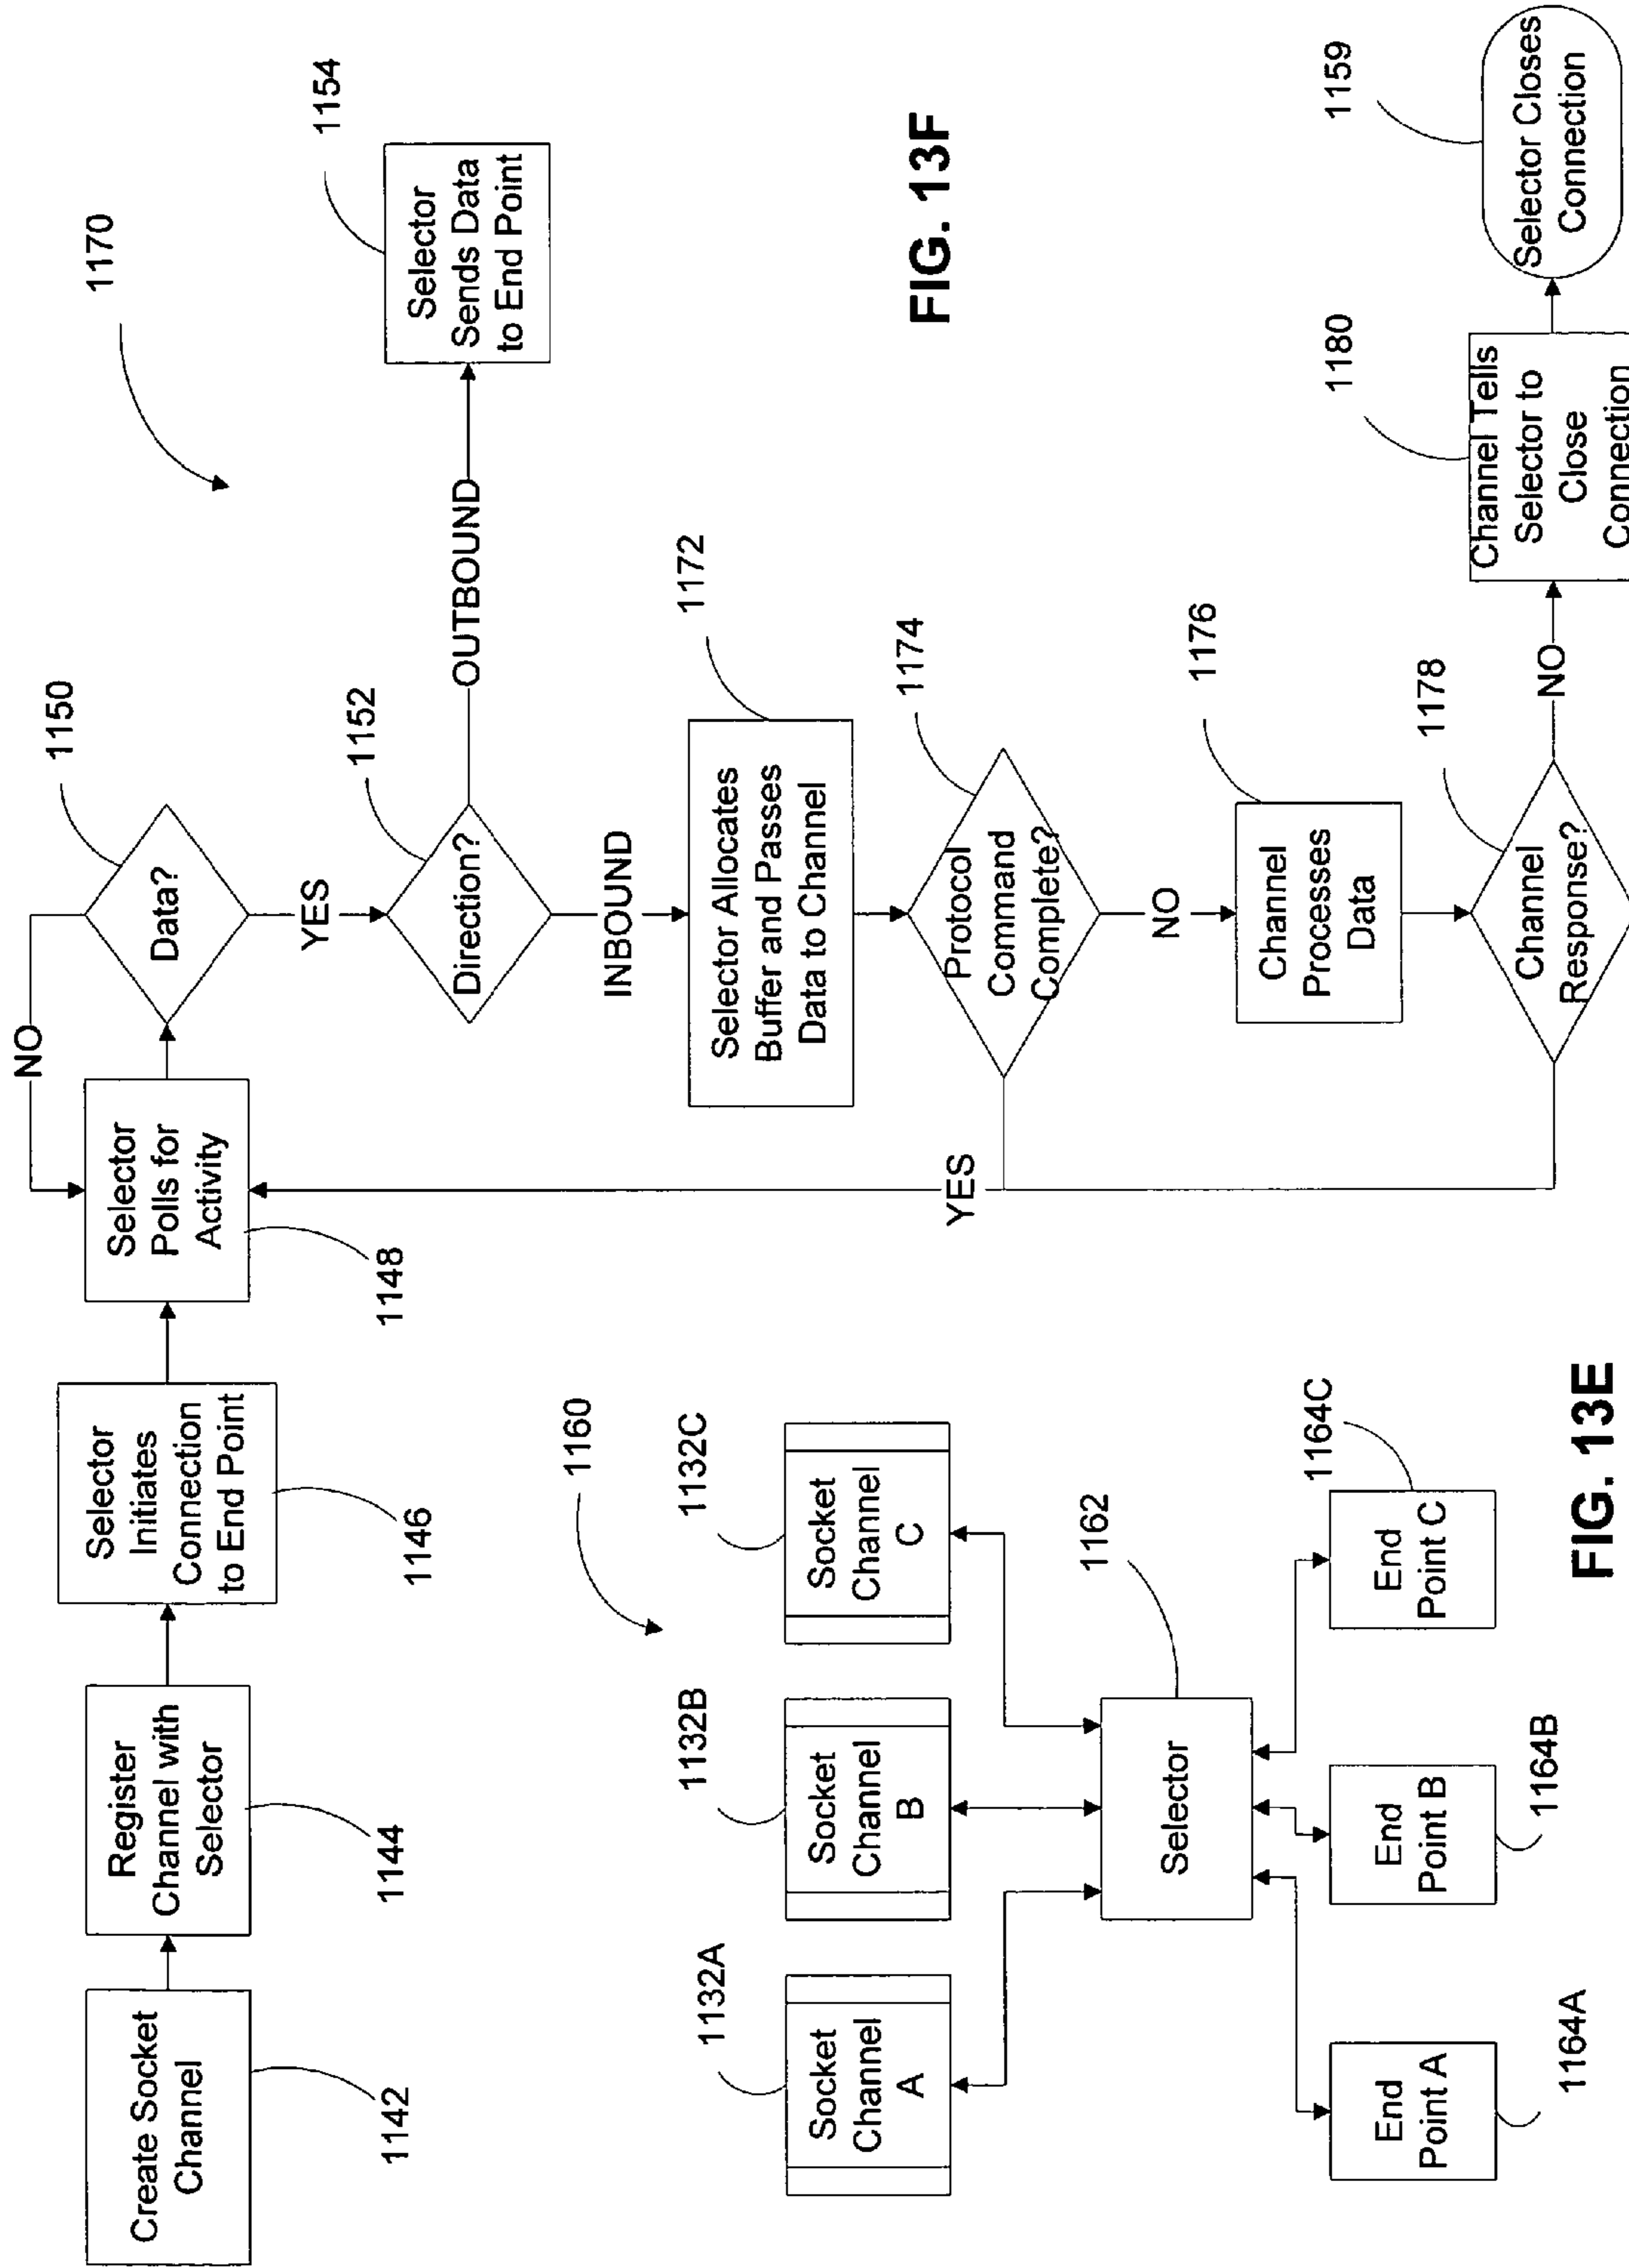 1170
NO
1150
Create Socket
Channel
1142
Register
Channel with
Selector
1144
Selector
Initiates
Connection
to End Point
1146
Selector
Polls for
Activity
1148
Data?
YES
1152
Direction?
OUTBOUND
1154
Selector
Sends Data
to End Point
INBOUND
1172
Selector Allocates
Buffer and Passes
Data to Channel
1174
Protocol
Command
Complete?
YES
NO
1176
Channel
Processes
Data
1178
Channel
Response?
NO
1180
Channel Tells
Selector to
Close
Connection
1159
Selector Closes
Connection
FIG. 13F
1160
1132A
Socket
Channel
A
1132B
Socket
Channel
B
1132C
Socket
Channel
C
1162
Selector
End
Point A
1164A
End
Point B
1164B
End
Point C
1164C
FIG. 13E